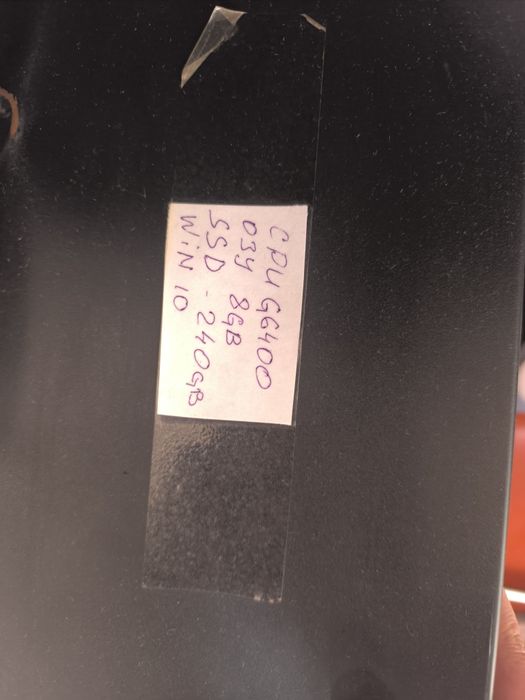 CPU G6400
ОЗУ 8GB
SSD - 240GB
WiN 10